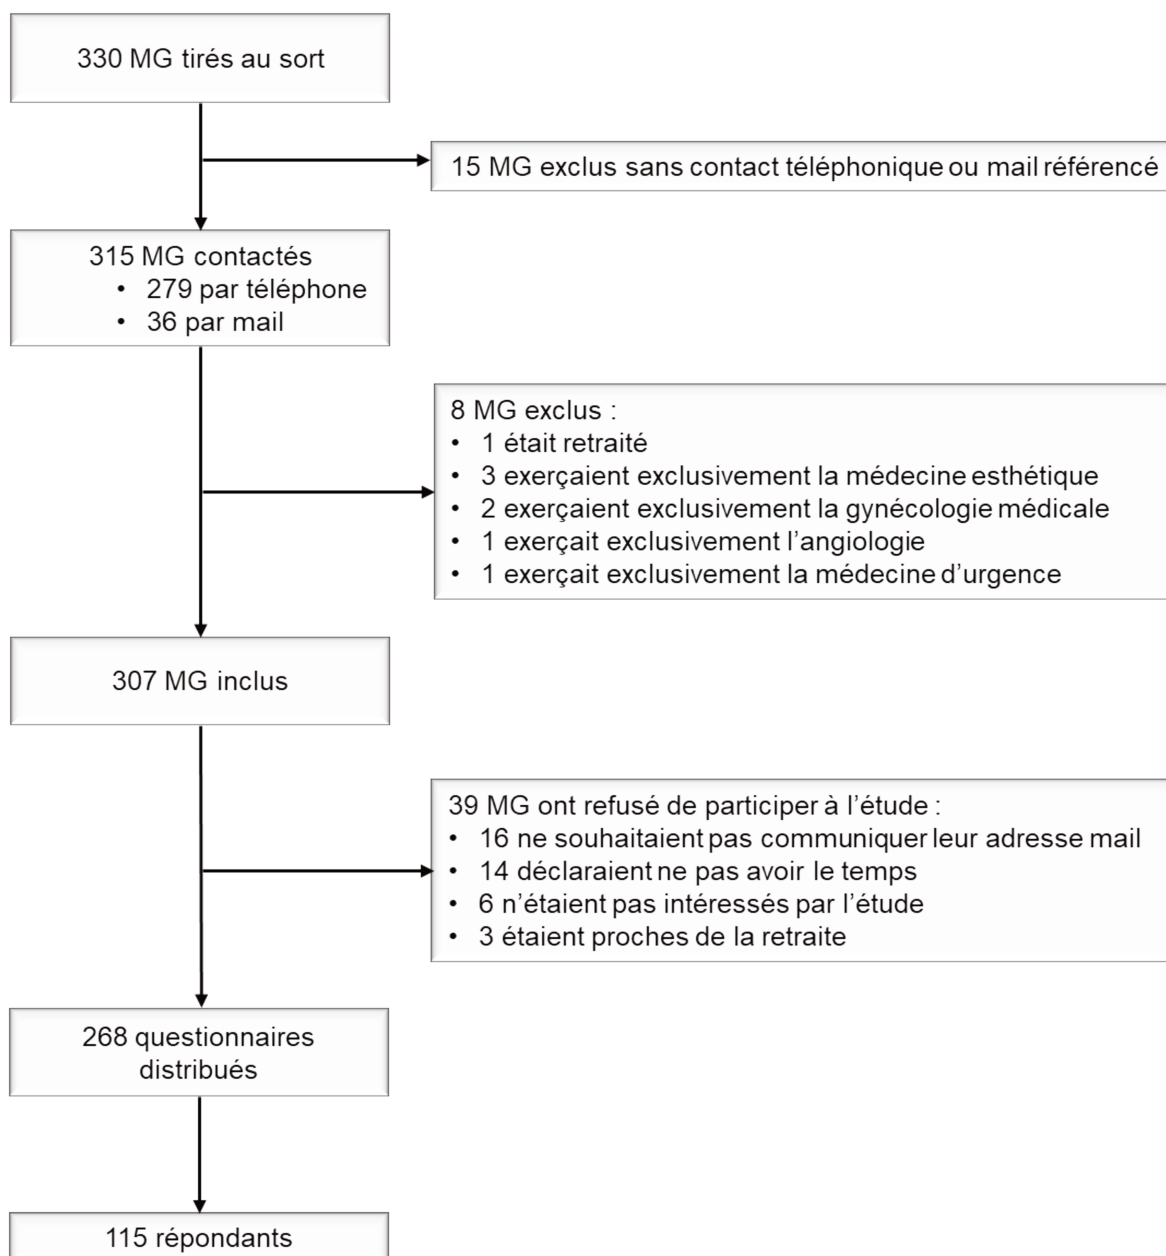 330 MG tirés au sort
15 MG exclus sans contact téléphonique ou mail référencé
315 MG contactés
• 279 par téléphone
• 36 par mail
8 MG exclus :
• 1 était retraité
• 3 exerçaient exclusivement la médecine esthétique
• 2 exerçaient exclusivement la gynécologie médicale
• 1 exerçait exclusivement l’angiologie
• 1 exerçait exclusivement la médecine d’urgence
307 MG inclus
39 MG ont refusé de participer à l’étude :
• 16 ne souhaitaient pas communiquer leur adresse mail
• 14 déclaraient ne pas avoir le temps
• 6 n’étaient pas intéressés par l’étude
• 3 étaient proches de la retraite
268 questionnaires
distribués
115 répondants